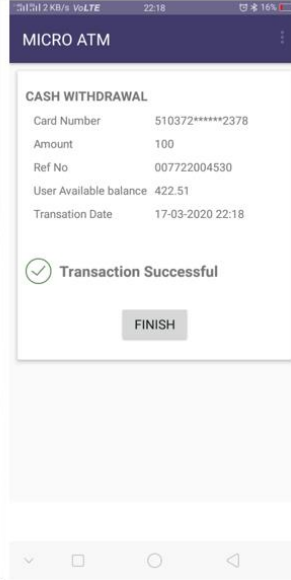 2 KB/s VoLTE 22:18 16%
MICRO ATM
CASH WITHDRAWAL
Card Number 510372******2378
Amount 100
Ref No 007722004530
User Available balance 422.51
Transation Date 17-03-2020 22:18
Transaction Successful
FINISH